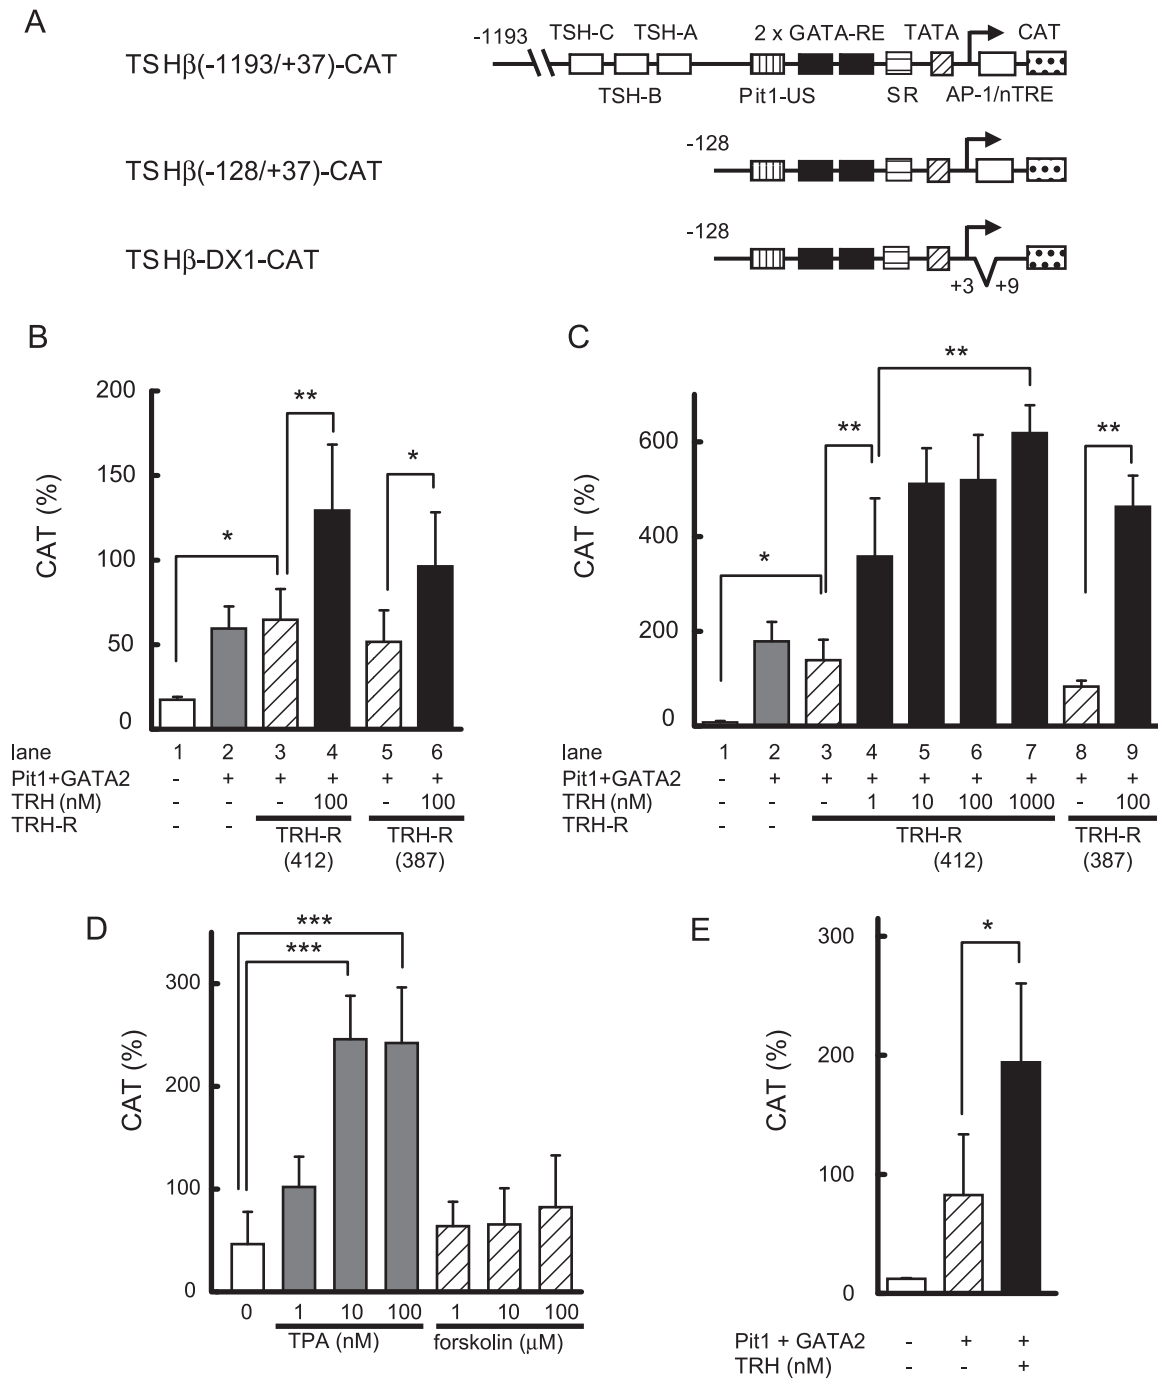 A
-1193 TSH-C TSH-A 2 x GATA-RE TATA CAT
TSHβ(-1193/+37)-CAT
TSH-B Pit1-US SR AP-1/nTRE
-128
TSHβ(-128/+37)-CAT
-128
TSHβ-DX1-CAT
+3 +9
B
CAT (%)
200
150
100
50
0
* ** *
lane 1 2 3 4 5 6
Pit1+GATA2 - + + + + +
TRH (nM) - - - 100 - 100
TRH-R - - TRH-R TRH-R
(412) (387)
C
CAT (%)
600
400
200
0
* ** ** **
lane 1 2 3 4 5 6 7 8 9
Pit1+GATA2 - + + + + + + + +
TRH (nM) - - - 1 10 100 1000 - 100
TRH-R - - TRH-R TRH-R
(412) (387)
D
CAT (%)
***
***
300
200
100
0
0 1 10 100 1 10 100
TPA (nM) forskolin (µM)
E
CAT (%)
*
300
200
100
0
Pit1 + GATA2 - + +
TRH (nM) - - +